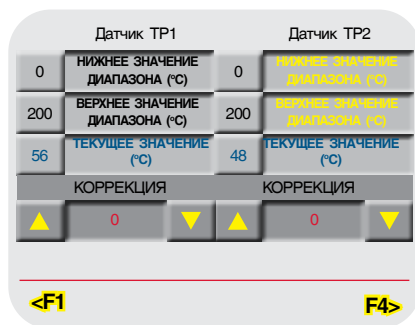 Датчик ТР1 Датчик ТР2
0 НИЖНЕЕ ЗНАЧЕНИЕ ДИАПАЗОНА (°C) 0 НИЖНЕЕ ЗНАЧЕНИЕ ДИАПАЗОНА (°C)
200 ВЕРХНЕЕ ЗНАЧЕНИЕ ДИАПАЗОНА (°C) 200 ВЕРХНЕЕ ЗНАЧЕНИЕ ДИАПАЗОНА (°C)
56 ТЕКУЩЕЕ ЗНАЧЕНИЕ (°C) 48 ТЕКУЩЕЕ ЗНАЧЕНИЕ (°C)
КОРРЕКЦИЯ КОРРЕКЦИЯ
▲ 0 ▼ ▲ 0 ▼
<F1 F4>